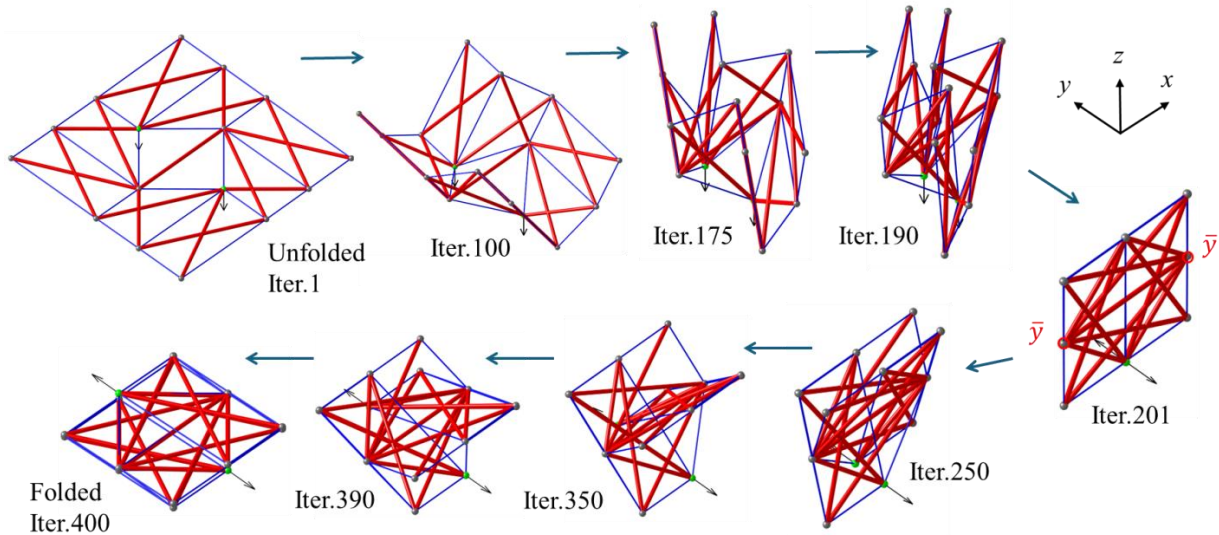 z
y
x
Unfolded
Iter.1
Iter.100
Iter.175
Iter.190
ȳ
ȳ
Iter.201
Folded
Iter.400
Iter.390
Iter.350
Iter.250